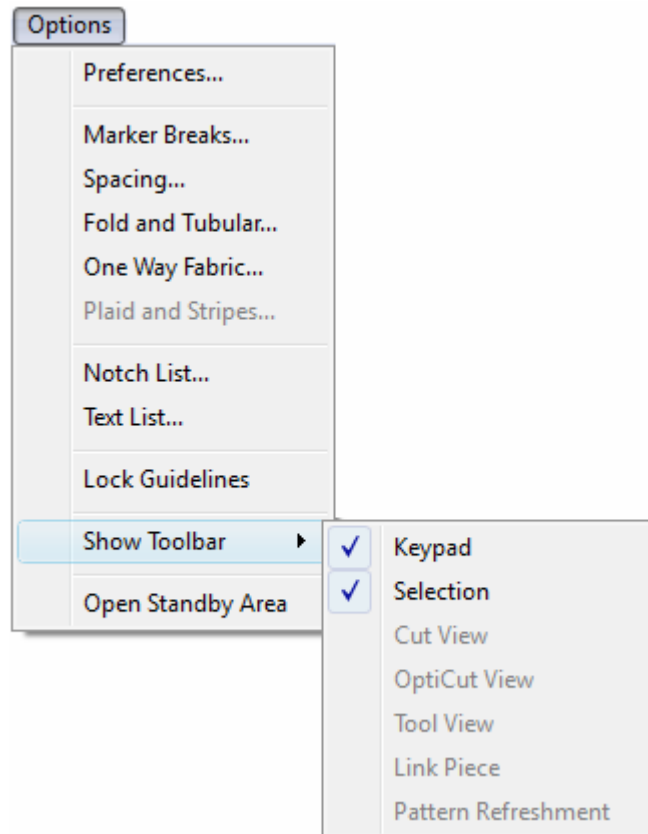 Options
Preferences...
Marker Breaks...
Spacing...
Fold and Tubular...
One Way Fabric...
Plaid and Stripes...
Notch List...
Text List...
Lock Guidelines
Show Toolbar
Open Standby Area
Keypad
Selection
Cut View
OptiCut View
Tool View
Link Piece
Pattern Refreshment